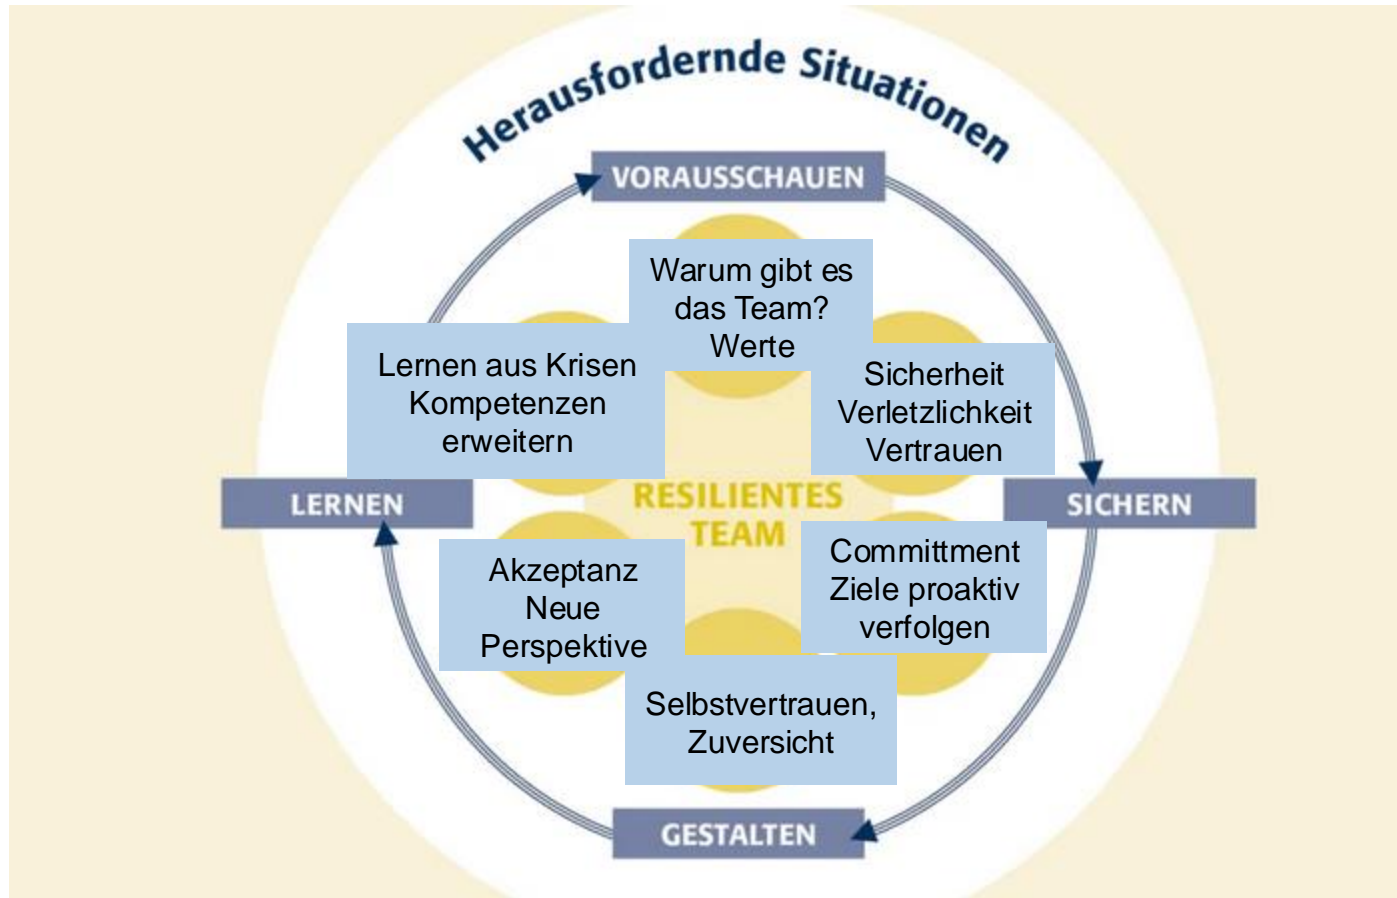 Herausfordernde Situationen
VORAUSSCHAUEN
Warum gibt es
das Team?
Werte
Lernen aus Krisen
Kompetenzen
erweitern
Sicherheit
Verletzlichkeit
Vertrauen
LERNEN
RESILIENTES
TEAM
SICHERN
Akzeptanz
Neue
Perspektive
Committment
Ziele proaktiv
verfolgen
Selbstvertrauen,
Zuversicht
GESTALTEN